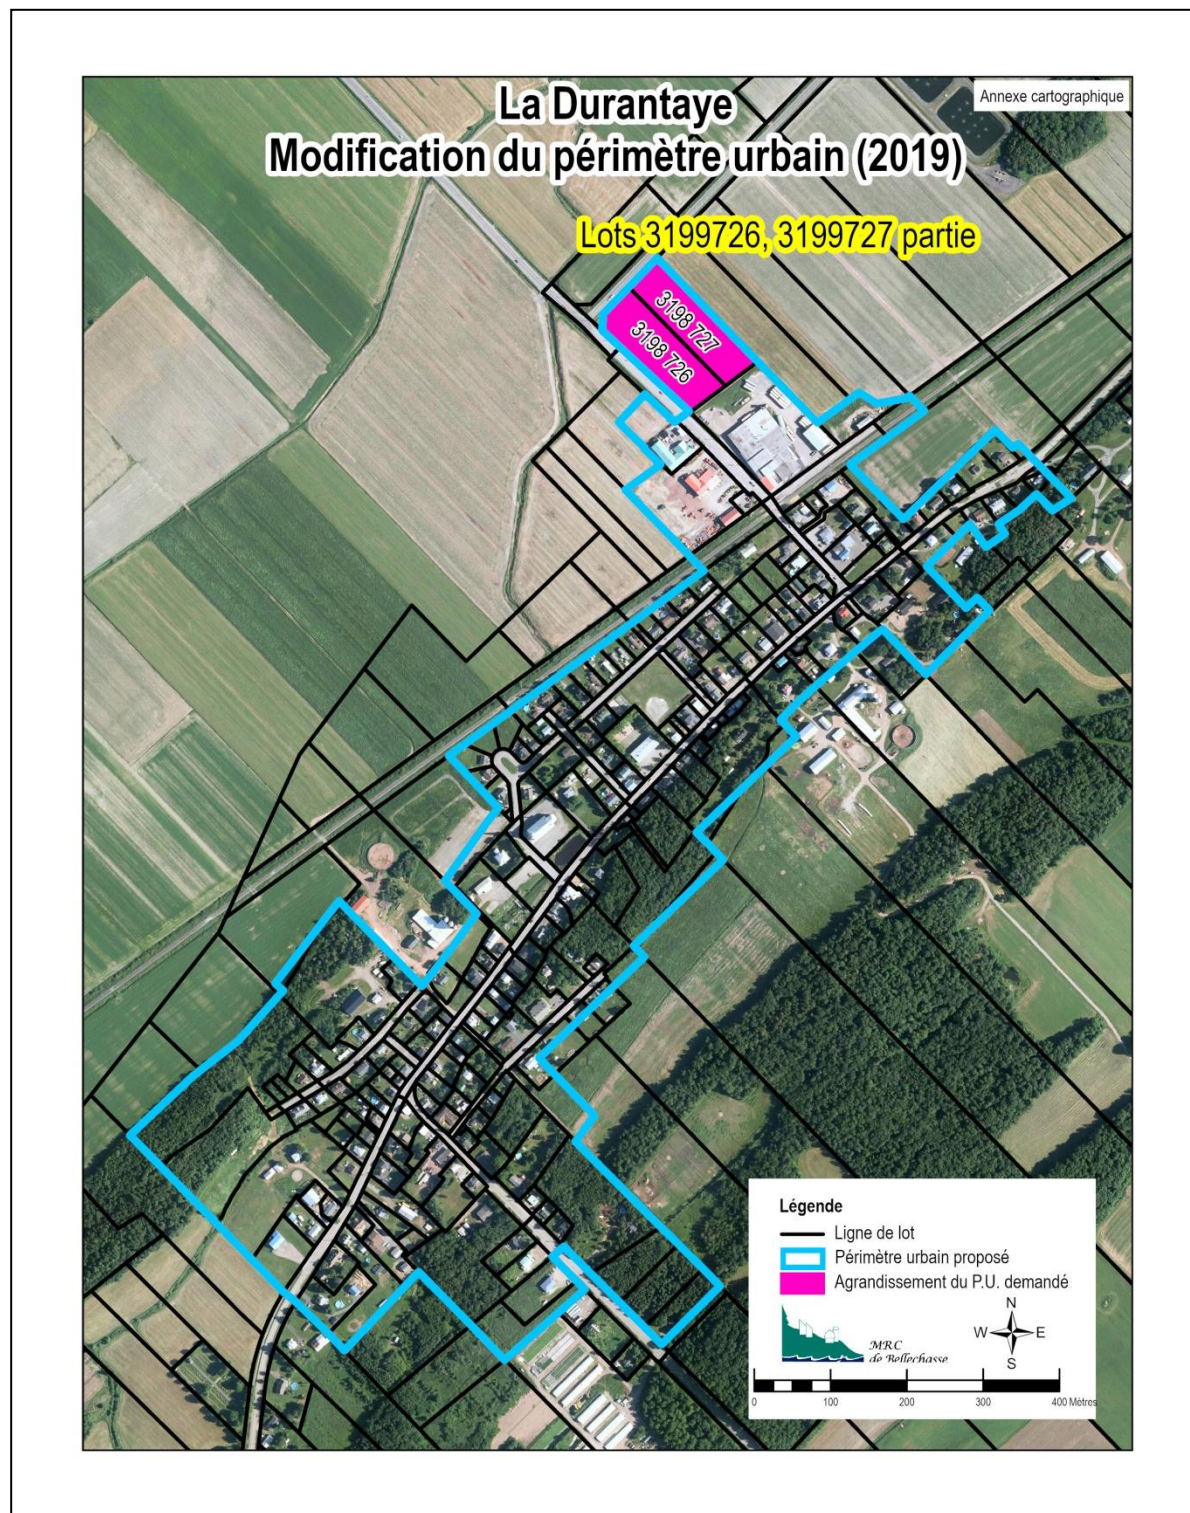 Annexe cartographique
La Durantaye
Modification du périmètre urbain (2019)
Lots 3199726, 3199727 partie
3198 727
3198 726
Légende
Ligne de lot
Périmètre urbain proposé
Agrandissement du P.U. demandé
MRC
de Bellechasse
N
W E
S
0 100 200 300 400 Mètres